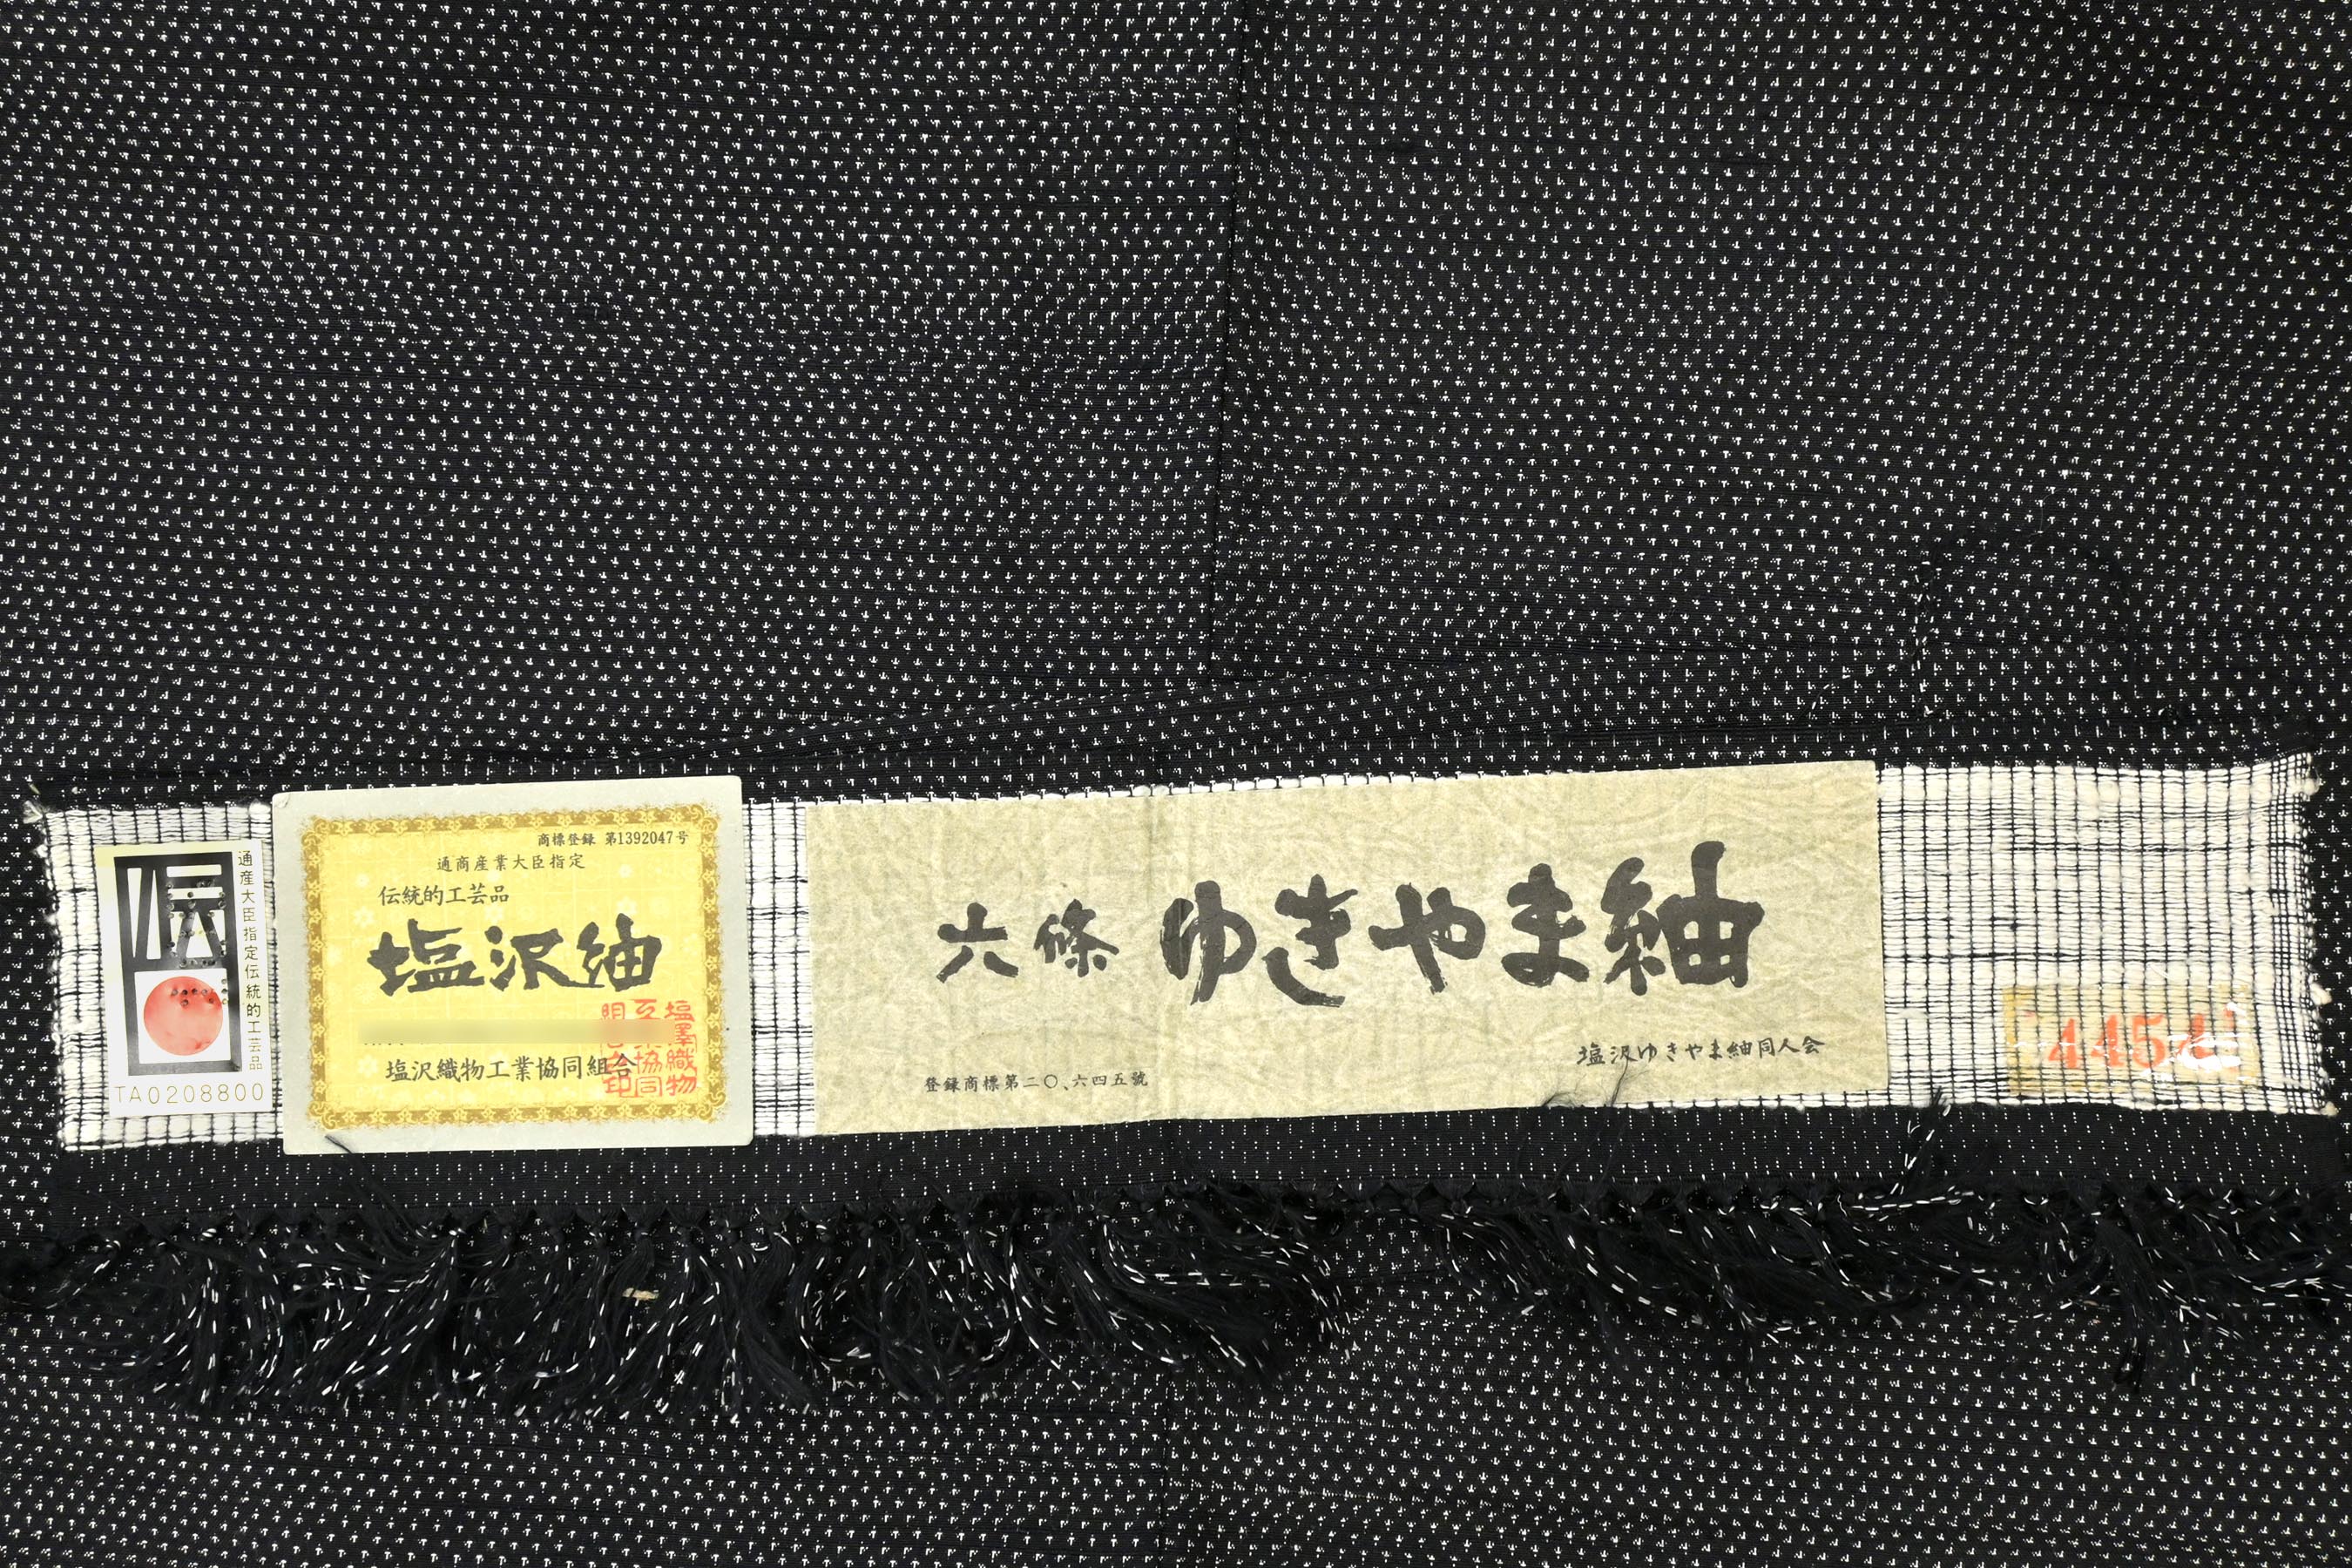 伝
通産大臣指定伝統的工芸品
TA0208800
商標登録 第1392047号
通商産業大臣指定
伝統的工芸品
塩沢紬
塩沢織物工業協同組合
六條 ゆきやま紬
塩沢ゆきやま紬同人会
登録商標第二〇、六四五號